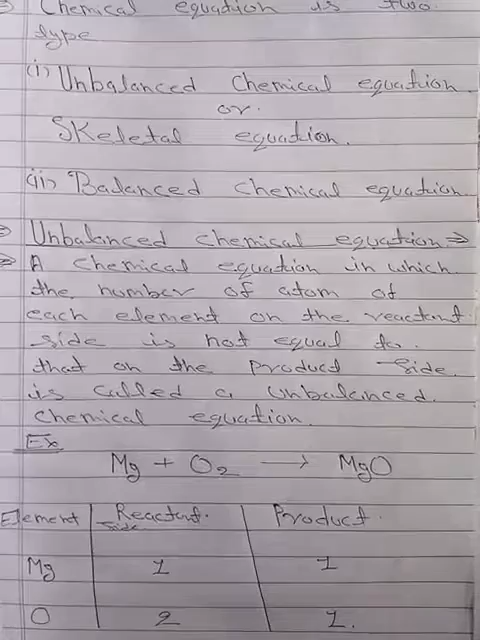 Chemical equation is two
type
(i) Unbalanced Chemical equation.
or.
Skeletal equation.
(ii) Balanced Chemical equation.
⇒ Unbalanced chemical equation ⇒
⇒ A chemical equation in which
the number of atom of
each element on the reactant
side is not equal to.
that on the Product side.
is called a unbalanced.
Chemical equation.
Ex
Mg + O₂ → MgO
Element | Reactant. Side | Product.
Mg | 1 | 1
O | 2 | 1.